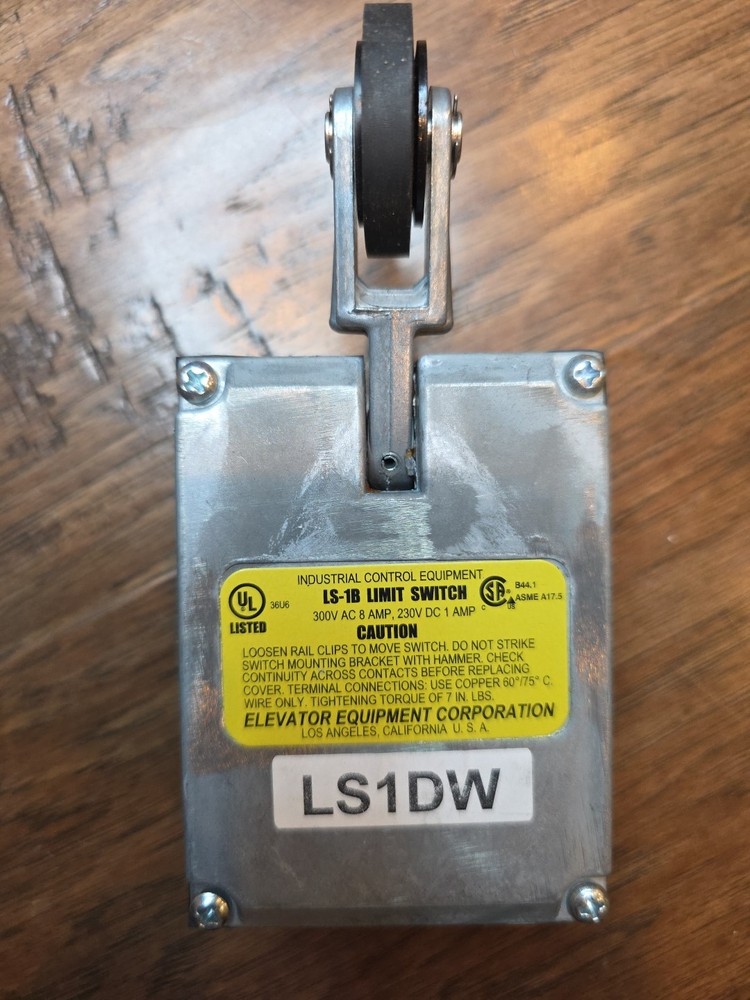 INDUSTRIAL CONTROL EQUIPMENT
LS-1B LIMIT SWITCH
300V AC 8 AMP, 230V DC 1 AMP
UL
LISTED
36U6
SA
C US
B44.1
ASME A17.5
CAUTION
LOOSEN RAIL CLIPS TO MOVE SWITCH. DO NOT STRIKE
SWITCH MOUNTING BRACKET WITH HAMMER. CHECK
CONTINUITY ACROSS CONTACTS BEFORE REPLACING
COVER. TERMINAL CONNECTIONS: USE COPPER 60°/75° C.
WIRE ONLY. TIGHTENING TORQUE OF 7 IN. LBS.
ELEVATOR EQUIPMENT CORPORATION
LOS ANGELES, CALIFORNIA U. S. A.
LS1DW